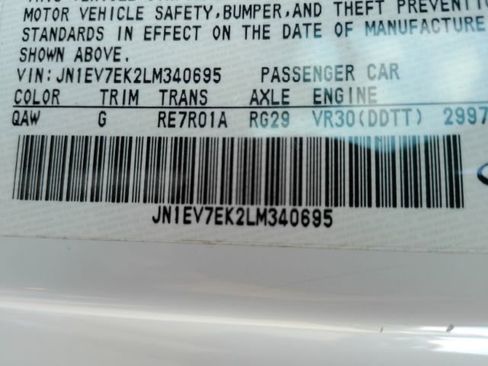 MOTOR VEHICLE SAFETY, BUMPER, AND THEFT PREVENTI
STANDARDS IN EFFECT ON THE DATE OF MANUFACTURE
SHOWN ABOVE.
VIN: JN1EV7EK2LM340695 PASSENGER CAR
COLOR TRIM TRANS AXLE ENGINE
QAW G RE7R01A RG29 VR30(DDTT) 2997
JN1EV7EK2LM340695